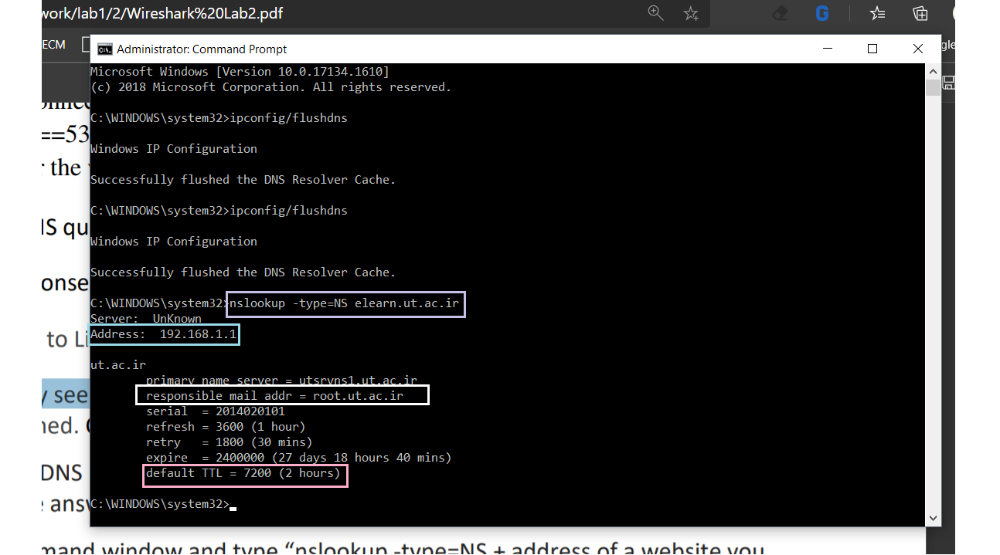 work/lab1/2/Wireshark%20Lab2.pdf
ECM
Administrator: Command Prompt
gle
Microsoft Windows [Version 10.0.17134.1610]
(c) 2018 Microsoft Corporation. All rights reserved.
C:\WINDOWS\system32>ipconfig/flushdns
==53
Windows IP Configuration
r the
Successfully flushed the DNS Resolver Cache.
C:\WINDOWS\system32>ipconfig/flushdns
NS qu
Windows IP Configuration
Successfully flushed the DNS Resolver Cache.
onse
C:\WINDOWS\system32>nslookup -type=NS elearn.ut.ac.ir
Server:  UnKnown
Address:  192.168.1.1
to Li
ut.ac.ir
primary name server = utsrvns1.ut.ac.ir
responsible mail addr = root.ut.ac.ir
y see
serial  = 2014020101
refresh = 3600 (1 hour)
ned.
retry   = 1800 (30 mins)
expire  = 2400000 (27 days 18 hours 40 mins)
default TTL = 7200 (2 hours)
DNS
C:\WINDOWS\system32>
e answ
mand window and type “nslookup -type=NS + address of a website you